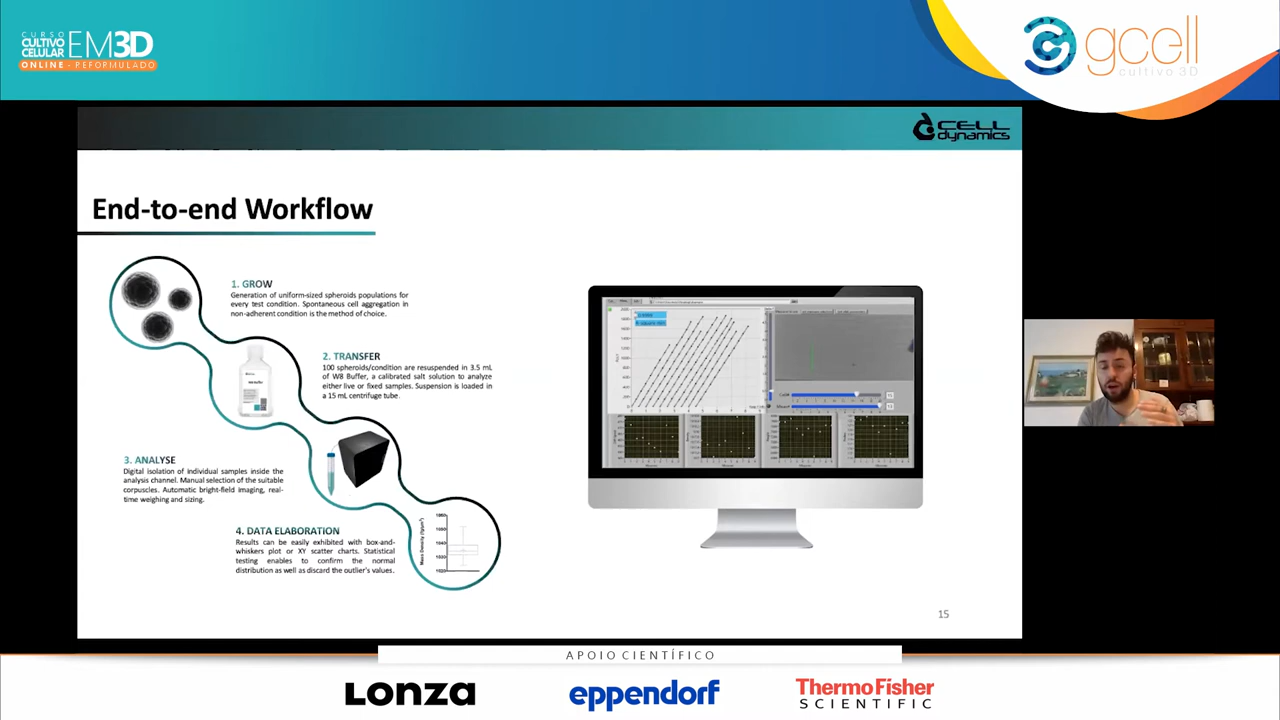 CURSO
CULTIVO
CELULAR
EM3D
ONLINE - REFORMULADO
gcell
cultivo 3D
CELL
dynamics
End-to-end Workflow
1. GROW
Generation of uniform-sized spheroids populations for
every test condition. Spontaneous cell aggregation in
non-adherent condition is the method of choice.
2. TRANSFER
100 spheroids/condition are resuspended in 3.5 mL
of W8 Buffer, a calibrated salt solution to analyze
either live or fixed samples. Suspension is loaded in
a 15 mL centrifuge tube.
3. ANALYSE
Digital isolation of individual samples inside the
analysis channel. Manual selection of the suitable
corpuscles. Automatic bright-field imaging, real-
time weighing and sizing.
4. DATA ELABORATION
Results can be easily exhibited with box-and-
whiskers plot or XY scatter charts. Statistical
testing enables to confirm the normal
distribution as well as discard the outlier's values.
15
APOIO CIENTÍFICO
Lonza
eppendorf
ThermoFisher
SCIENTIFIC